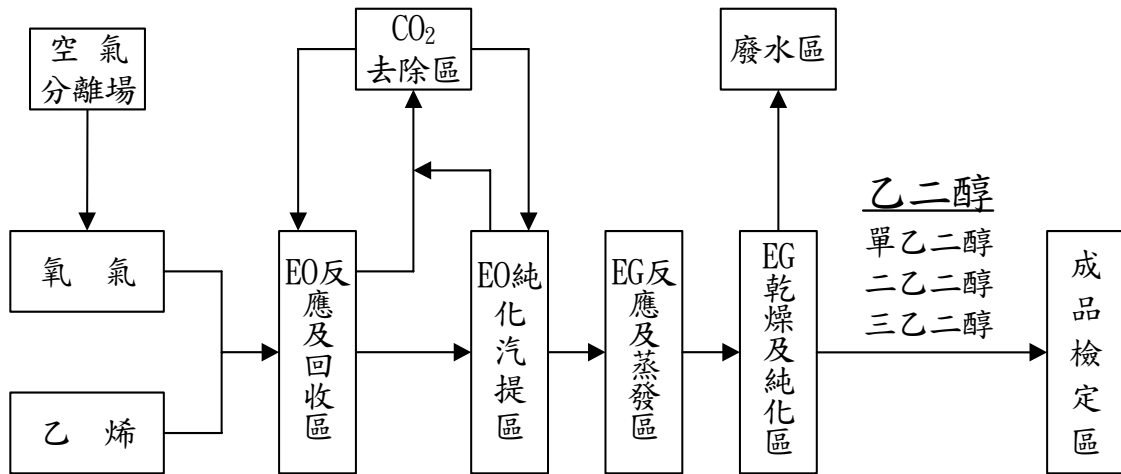 空氣
分離場
CO₂
去除區
廢水區
氧氣
乙烯
EO反應及回收區
EO純化汽提區
EG反應及蒸發區
EG乾燥及純化區
乙二醇
單乙二醇
二乙二醇
三乙二醇
成品檢定區